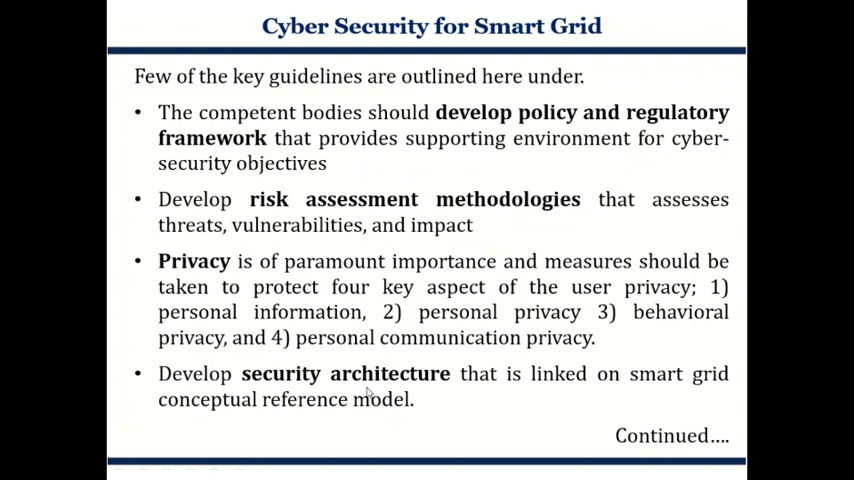 Cyber Security for Smart Grid
Few of the key guidelines are outlined here under.
• The competent bodies should develop policy and regulatory
framework that provides supporting environment for cyber-
security objectives
• Develop risk assessment methodologies that assesses
threats, vulnerabilities, and impact
• Privacy is of paramount importance and measures should be
taken to protect four key aspect of the user privacy; 1)
personal information, 2) personal privacy 3) behavioral
privacy, and 4) personal communication privacy.
• Develop security architecture that is linked on smart grid
conceptual reference model.
Continued....